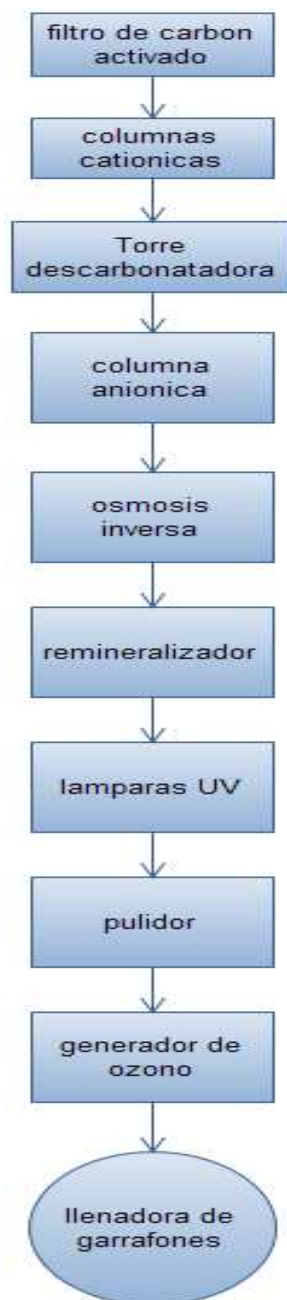 filtro de carbon
activado
columnas
cationicas
Torre
descarbonatadora
columna
anionica
osmosis
inversa
remineralizador
lamparas UV
pulidor
generador de
ozono
llenadora de
garrafones